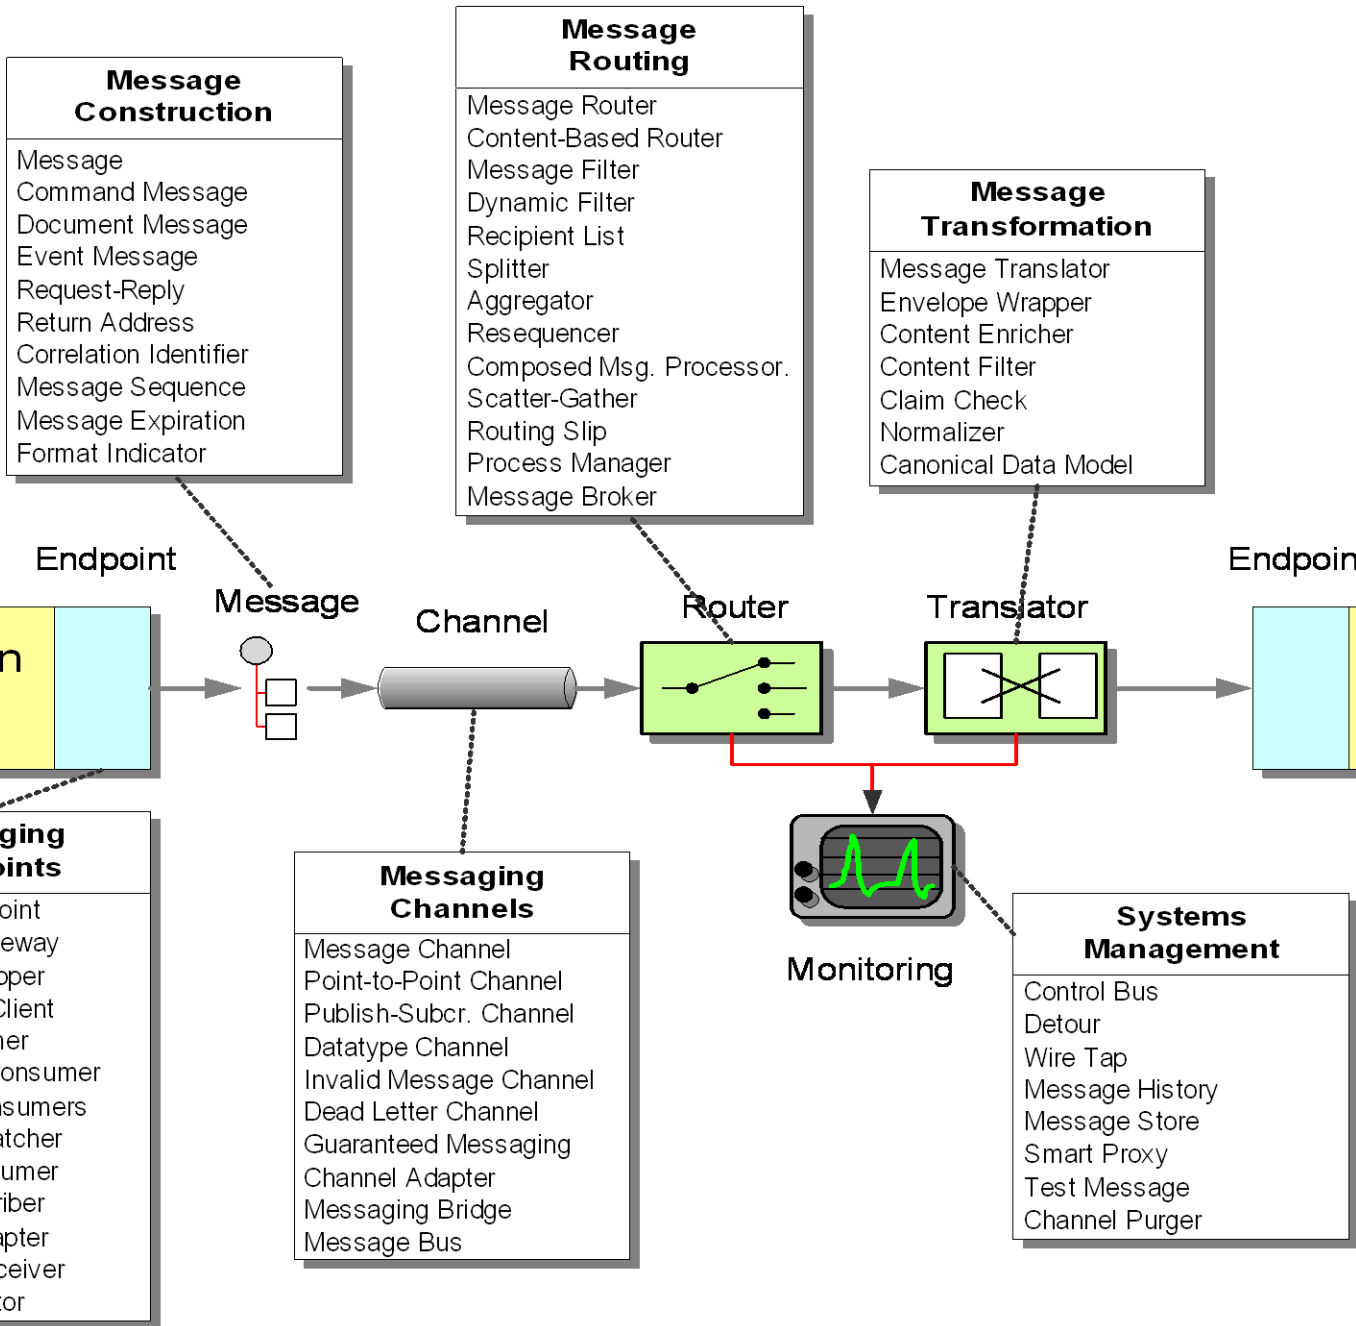 Message
Construction
Message
Command Message
Document Message
Event Message
Request-Reply
Return Address
Correlation Identifier
Message Sequence
Message Expiration
Format Indicator
Message
Routing
Message Router
Content-Based Router
Message Filter
Dynamic Filter
Recipient List
Splitter
Aggregator
Resequencer
Composed Msg. Processor.
Scatter-Gather
Routing Slip
Process Manager
Message Broker
Message
Transformation
Message Translator
Envelope Wrapper
Content Enricher
Content Filter
Claim Check
Normalizer
Canonical Data Model
Endpoint
Message
Channel
Router
Translator
Endpoin
n
ging
oint
eway
Client
onsumer
Messaging
Channels
Message Channel
Point-to-Point Channel
Publish-Subcr. Channel
Datatype Channel
Invalid Message Channel
Dead Letter Channel
Guaranteed Messaging
Channel Adapter
Messaging Bridge
Message Bus
Monitoring
Systems
Management
Control Bus
Detour
Wire Tap
Message History
Message Store
Smart Proxy
Test Message
Channel Purger